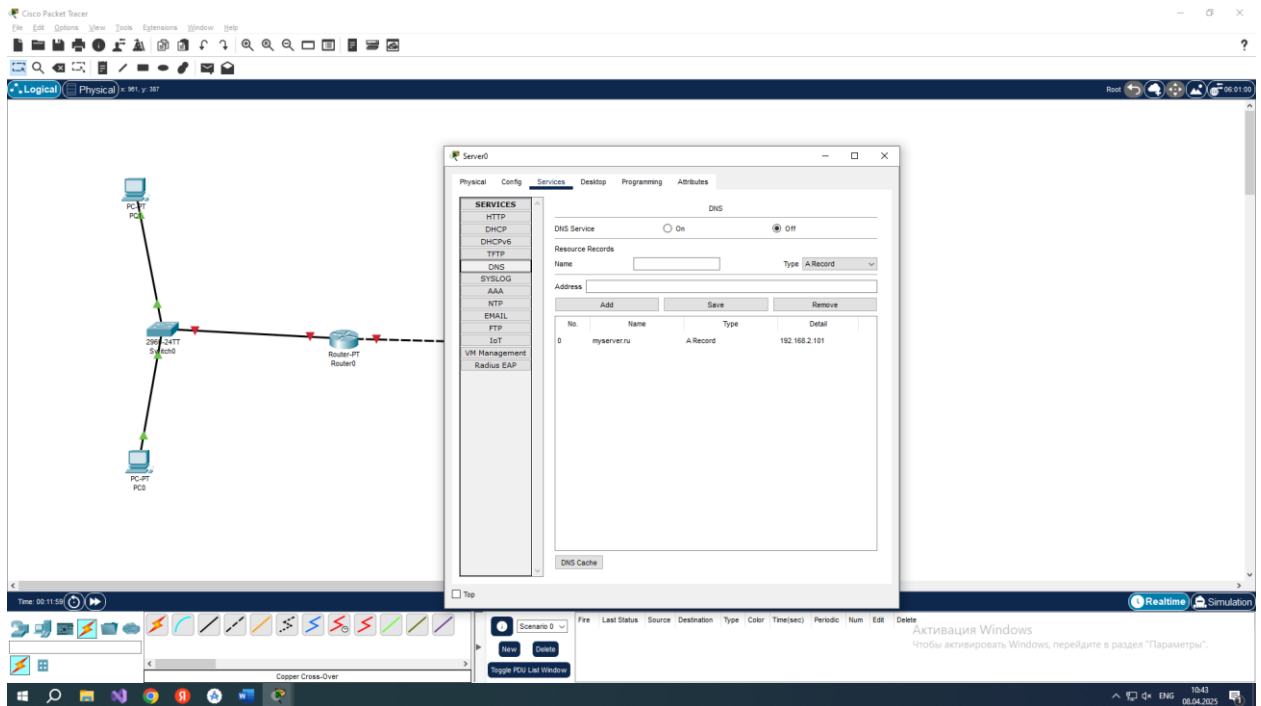 Cisco Packet Tracer
File Edit Options View Tools Extensions Window Help
?
Logical Physical x: 961, y: 387
Root 06:01:00
Server0
Physical Config Services Desktop Programming Attributes
SERVICES
HTTP
DHCP
DHCPv6
TFTP
DNS
SYSLOG
AAA
NTP
EMAIL
FTP
IoT
VM Management
Radius EAP
DNS
DNS Service On Off
Resource Records
Name Type A Record
Address
Add Save Remove
No. Name Type Detail
0 myserver.ru A Record 192.168.2.101
DNS Cache
Top
PC-PT
2960-24TT
Switch0
Router-PT
Router0
PC-PT
PC0
Time: 00:11:59
Realtime Simulation
Scenario 0
New Delete
Toggle PDU List Window
Fire Last Status Source Destination Type Color Time(sec) Periodic Num Edit Delete
Активация Windows
Чтобы активировать Windows, перейдите в раздел "Параметры".
Copper Cross-Over
ENG
10:43
08.04.2025